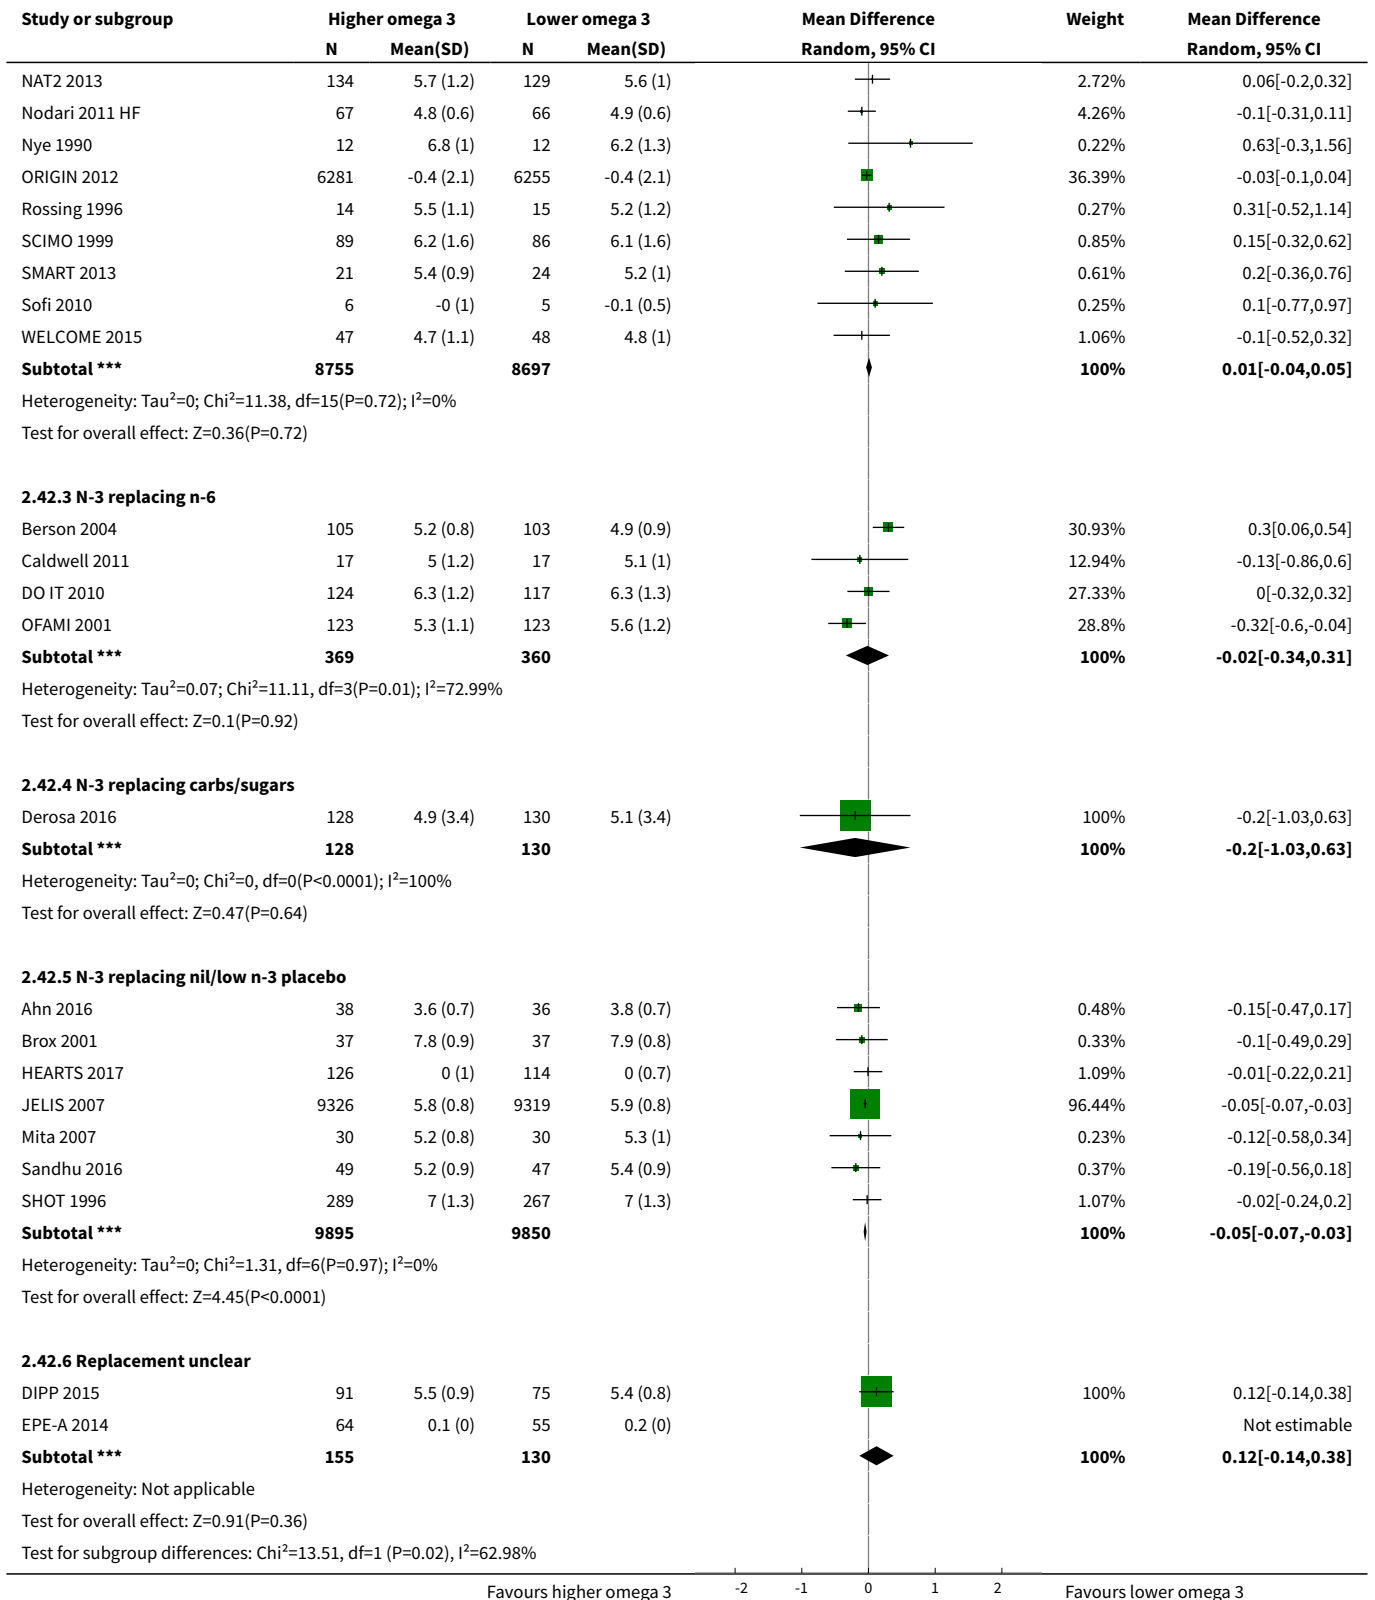 Study or subgroup Higher omega 3 Lower omega 3 Mean Difference Weight Mean Difference
N Mean(SD) N Mean(SD) Random, 95% CI Random, 95% CI
NAT2 2013 134 5.7 (1.2) 129 5.6 (1) 2.72% 0.06[-0.2,0.32]
Nodari 2011 HF 67 4.8 (0.6) 66 4.9 (0.6) 4.26% -0.1[-0.31,0.11]
Nye 1990 12 6.8 (1) 12 6.2 (1.3) 0.22% 0.63[-0.3,1.56]
ORIGIN 2012 6281 -0.4 (2.1) 6255 -0.4 (2.1) 36.39% -0.03[-0.1,0.04]
Rossing 1996 14 5.5 (1.1) 15 5.2 (1.2) 0.27% 0.31[-0.52,1.14]
SCIMO 1999 89 6.2 (1.6) 86 6.1 (1.6) 0.85% 0.15[-0.32,0.62]
SMART 2013 21 5.4 (0.9) 24 5.2 (1) 0.61% 0.2[-0.36,0.76]
Sofi 2010 6 -0 (1) 5 -0.1 (0.5) 0.25% 0.1[-0.77,0.97]
WELCOME 2015 47 4.7 (1.1) 48 4.8 (1) 1.06% -0.1[-0.52,0.32]
Subtotal *** 8755 8697 100% 0.01[-0.04,0.05]
Heterogeneity: Tau²=0; Chi²=11.38, df=15(P=0.72); I²=0%
Test for overall effect: Z=0.36(P=0.72)
2.42.3 N-3 replacing n-6
Berson 2004 105 5.2 (0.8) 103 4.9 (0.9) 30.93% 0.3[0.06,0.54]
Caldwell 2011 17 5 (1.2) 17 5.1 (1) 12.94% -0.13[-0.86,0.6]
DO IT 2010 124 6.3 (1.2) 117 6.3 (1.3) 27.33% 0[-0.32,0.32]
OFAMI 2001 123 5.3 (1.1) 123 5.6 (1.2) 28.8% -0.32[-0.6,-0.04]
Subtotal *** 369 360 100% -0.02[-0.34,0.31]
Heterogeneity: Tau²=0.07; Chi²=11.11, df=3(P=0.01); I²=72.99%
Test for overall effect: Z=0.1(P=0.92)
2.42.4 N-3 replacing carbs/sugars
Derosa 2016 128 4.9 (3.4) 130 5.1 (3.4) 100% -0.2[-1.03,0.63]
Subtotal *** 128 130 100% -0.2[-1.03,0.63]
Heterogeneity: Tau²=0; Chi²=0, df=0(P<0.0001); I²=100%
Test for overall effect: Z=0.47(P=0.64)
2.42.5 N-3 replacing nil/low n-3 placebo
Ahn 2016 38 3.6 (0.7) 36 3.8 (0.7) 0.48% -0.15[-0.47,0.17]
Brox 2001 37 7.8 (0.9) 37 7.9 (0.8) 0.33% -0.1[-0.49,0.29]
HEARTS 2017 126 0 (1) 114 0 (0.7) 1.09% -0.01[-0.22,0.21]
JELIS 2007 9326 5.8 (0.8) 9319 5.9 (0.8) 96.44% -0.05[-0.07,-0.03]
Mita 2007 30 5.2 (0.8) 30 5.3 (1) 0.23% -0.12[-0.58,0.34]
Sandhu 2016 49 5.2 (0.9) 47 5.4 (0.9) 0.37% -0.19[-0.56,0.18]
SHOT 1996 289 7 (1.3) 267 7 (1.3) 1.07% -0.02[-0.24,0.2]
Subtotal *** 9895 9850 100% -0.05[-0.07,-0.03]
Heterogeneity: Tau²=0; Chi²=1.31, df=6(P=0.97); I²=0%
Test for overall effect: Z=4.45(P<0.0001)
2.42.6 Replacement unclear
DIPP 2015 91 5.5 (0.9) 75 5.4 (0.8) 100% 0.12[-0.14,0.38]
EPE-A 2014 64 0.1 (0) 55 0.2 (0) Not estimable
Subtotal *** 155 130 100% 0.12[-0.14,0.38]
Heterogeneity: Not applicable
Test for overall effect: Z=0.91(P=0.36)
Test for subgroup differences: Chi²=13.51, df=1 (P=0.02), I²=62.98%
Favours higher omega 3 -2 -1 0 1 2 Favours lower omega 3